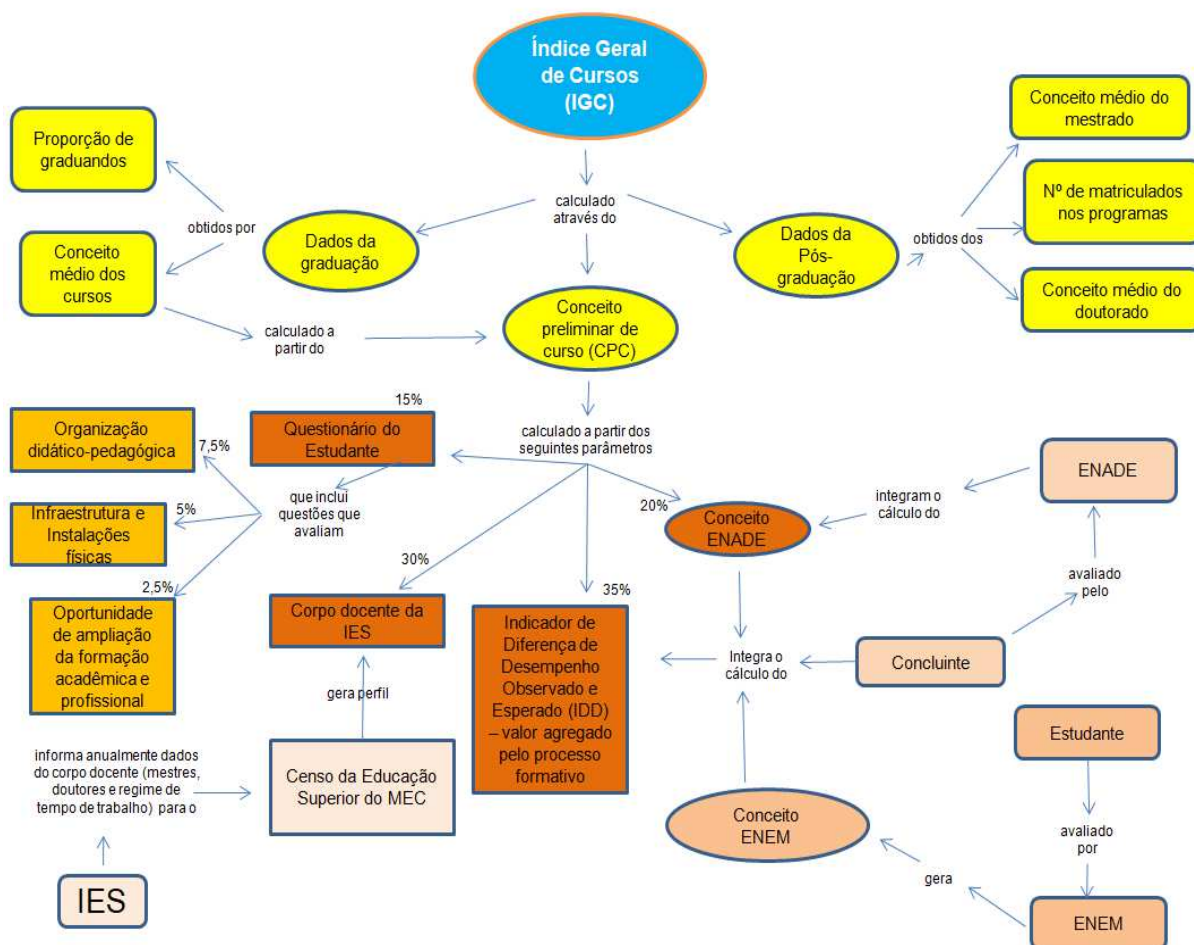 Índice Geral
de Cursos
(IGC)
Proporção de
graduandos
Conceito médio do
mestrado
Nº de matriculados
nos programas
calculado
através do
obtidos por
Dados da
graduação
Dados da
Pós-
graduação
obtidos dos
Conceito
médio dos
cursos
Conceito médio do
doutorado
calculado a
partir do
Conceito
preliminar de
curso (CPC)
15%
Organização
didático-pedagógica
7,5%
Questionário do
Estudante
calculado a partir dos
seguintes parâmetros
ENADE
integram o
cálculo do
que inclui
questões que
avaliam
20%
Conceito
ENADE
Infraestrutura e
Instalações
físicas
5%
30%
avaliado
pelo
2,5%
35%
Oportunidade
de ampliação
da formação
acadêmica e
profissional
Corpo docente da
IES
Indicador de
Diferença de
Desempenho
Observado e
Esperado (IDD)
– valor agregado
pelo processo
formativo
Integra o
cálculo do
Concluinte
gera perfil
Estudante
informa anualmente dados
do corpo docente (mestres,
doutores e regime de
tempo de trabalho) para o
Censo da Educação
Superior do MEC
Conceito
ENEM
avaliado
por
gera
IES
ENEM